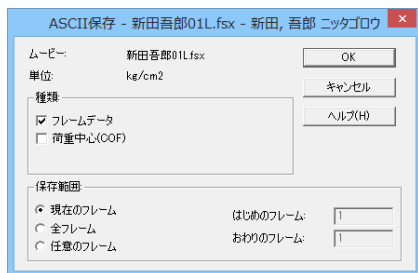 ASCII保存 - 新田吾郎01L.fsx - 新田, 吾郎 ニッタゴロウ
ムービー: 新田吾郎01L.fsx
単位: kg/cm2
OK
キャンセル
ヘルプ(H)
種類:
フレームデータ
荷重中心(COF)
保存範囲:
現在のフレーム
全フレーム
任意のフレーム
はじめのフレーム: 1
おわりのフレーム: 1